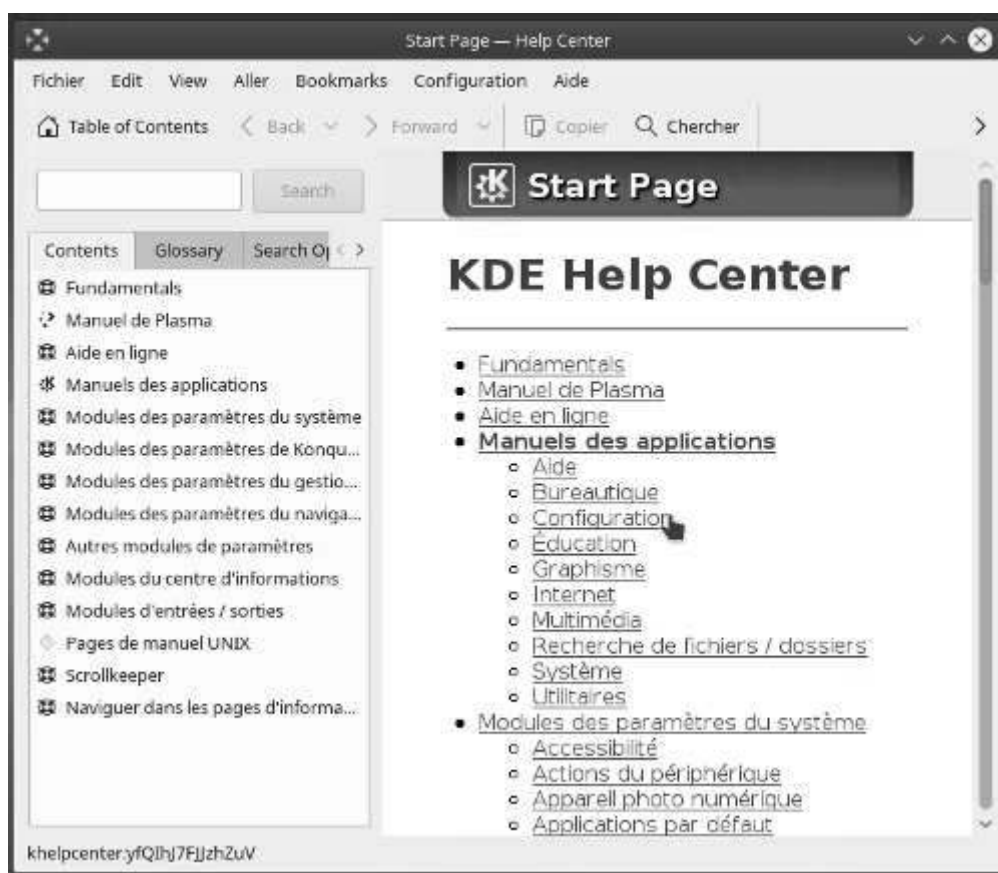 Start Page — Help Center
Fichier Edit View Aller Bookmarks Configuration Aide
Table of Contents Back Forward Copier Chercher
Search
Contents Glossary Search Op
Fundamentals
Manuel de Plasma
Aide en ligne
Manuels des applications
Modules des paramètres du système
Modules des paramètres de Konqu...
Modules des paramètres du gestio...
Modules des paramètres du naviga...
Autres modules de paramètres
Modules du centre d'informations
Modules d'entrées / sorties
Pages de manuel UNIX
Scrollkeeper
Naviguer dans les pages d'informa...
Start Page
KDE Help Center
Fundamentals
Manuel de Plasma
Aide en ligne
Manuels des applications
Aide
Bureautique
Configuration
Éducation
Graphisme
Internet
Multimédia
Recherche de fichiers / dossiers
Système
Utilitaires
Modules des paramètres du système
Accessibilité
Actions du périphérique
Appareil photo numérique
Applications par défaut